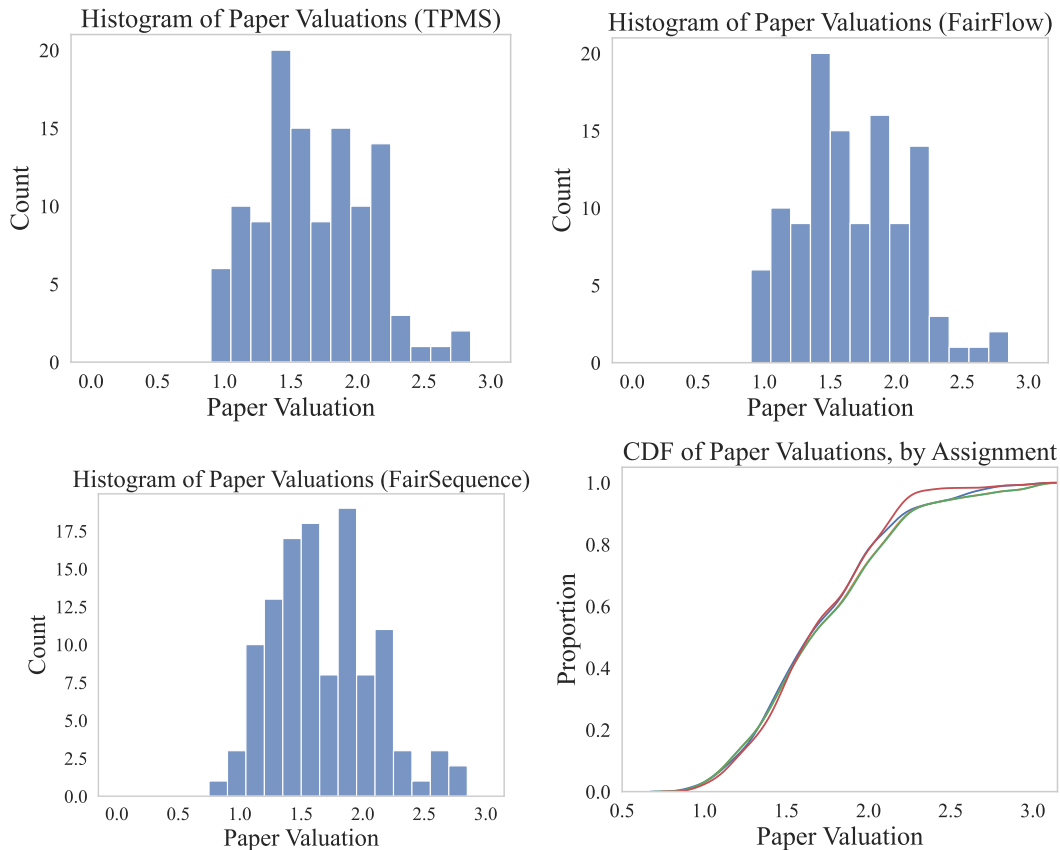 Histogram of Paper Valuations (TPMS)
20
15
10
5
0
Count
0.0 0.5 1.0 1.5 2.0 2.5 3.0
Paper Valuation
Histogram of Paper Valuations (FairFlow)
20
15
10
5
0
Count
0.0 0.5 1.0 1.5 2.0 2.5 3.0
Paper Valuation
Histogram of Paper Valuations (FairSequence)
17.5
15.0
12.5
10.0
7.5
5.0
2.5
0.0
Count
0.0 0.5 1.0 1.5 2.0 2.5 3.0
Paper Valuation
CDF of Paper Valuations, by Assignment
1.0
0.8
0.6
0.4
0.2
0.0
Proportion
0.5 1.0 1.5 2.0 2.5 3.0
Paper Valuation